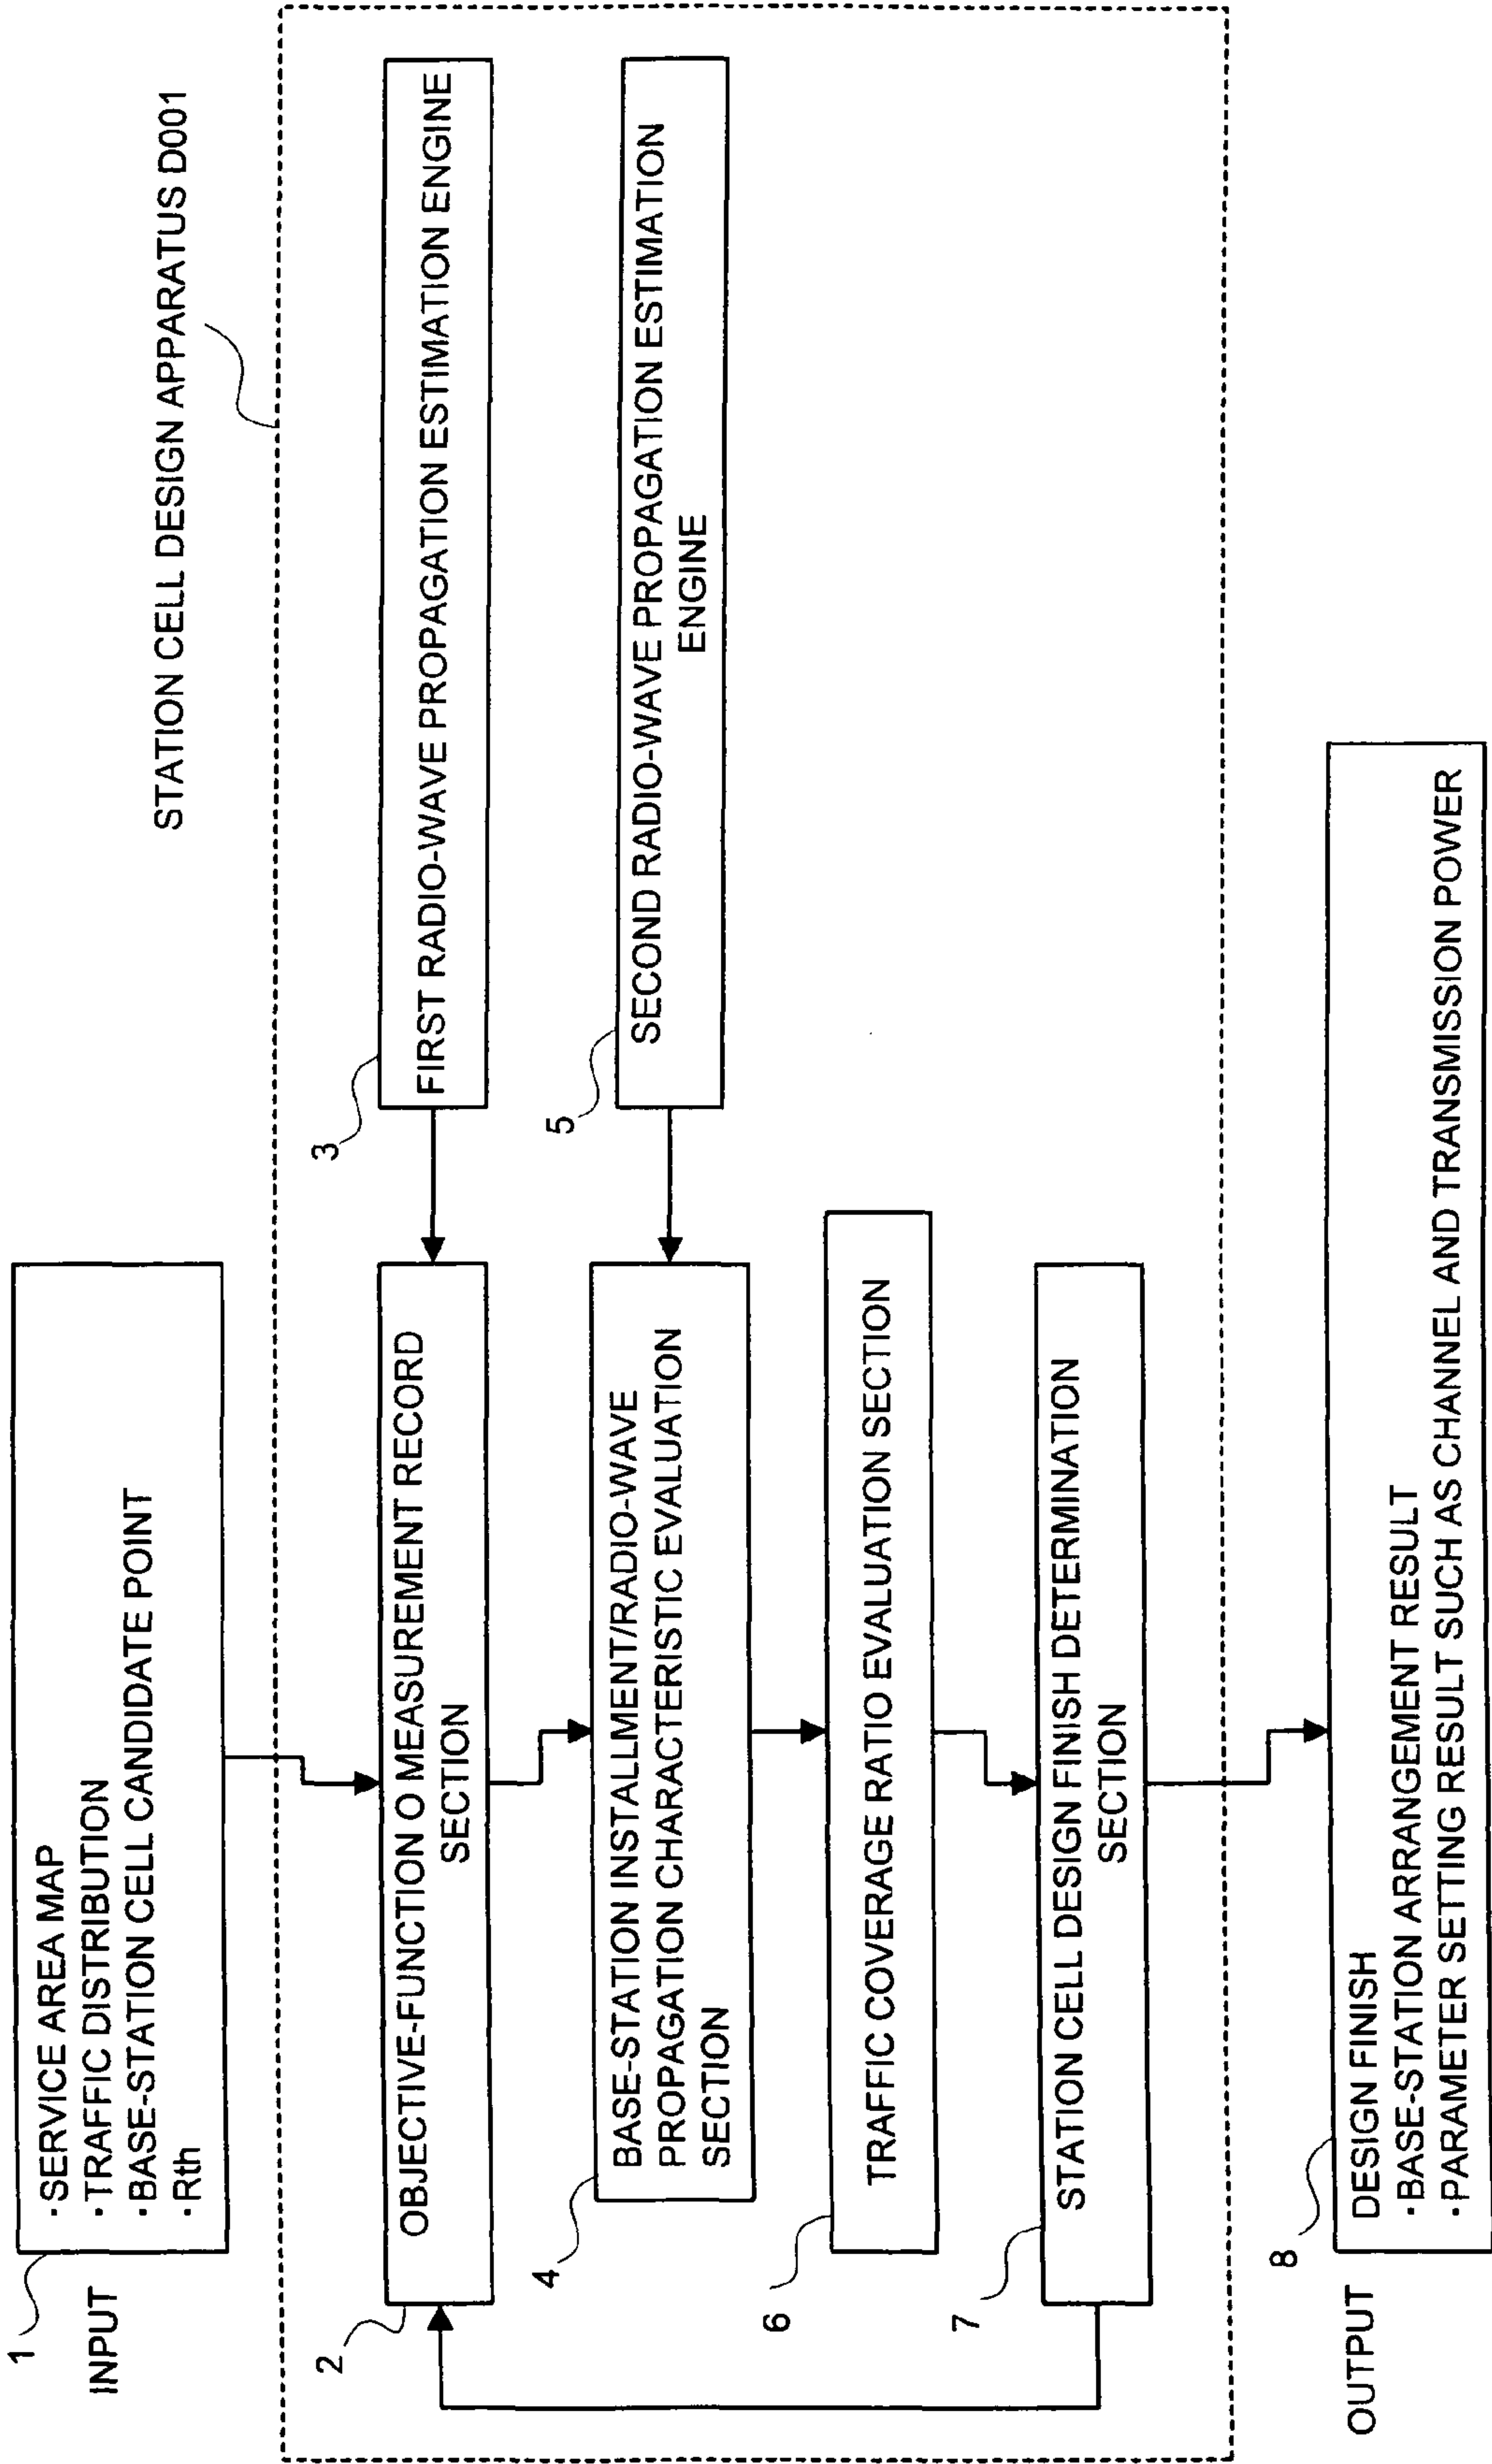 1
INPUT
·SERVICE AREA MAP
·TRAFFIC DISTRIBUTION
·BASE-STATION CELL CANDIDATE POINT
·Rth
STATION CELL DESIGN APPARATUS D001
2
OBJECTIVE-FUNCTION O MEASUREMENT RECORD
SECTION
3
FIRST RADIO-WAVE PROPAGATION ESTIMATION ENGINE
4
BASE-STATION INSTALLMENT/RADIO-WAVE
PROPAGATION CHARACTERISTIC EVALUATION
SECTION
5
SECOND RADIO-WAVE PROPAGATION ESTIMATION
ENGINE
6
TRAFFIC COVERAGE RATIO EVALUATION SECTION
7
STATION CELL DESIGN FINISH DETERMINATION
SECTION
8
OUTPUT
DESIGN FINISH
·BASE-STATION ARRANGEMENT RESULT
·PARAMETER SETTING RESULT SUCH AS CHANNEL AND TRANSMISSION POWER